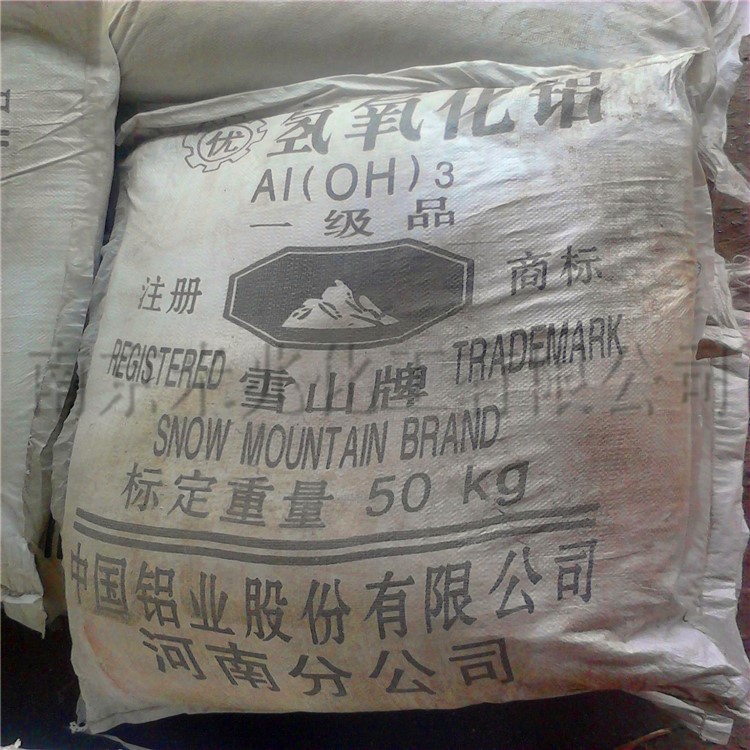 优 氢氧化铝
Al(OH)3
一级品
注册 商标
REGISTERED TRADEMARK
雪山牌
SNOW MOUNTAIN BRAND
标定重量 50 kg
中国铝业股份有限公司
河南分公司